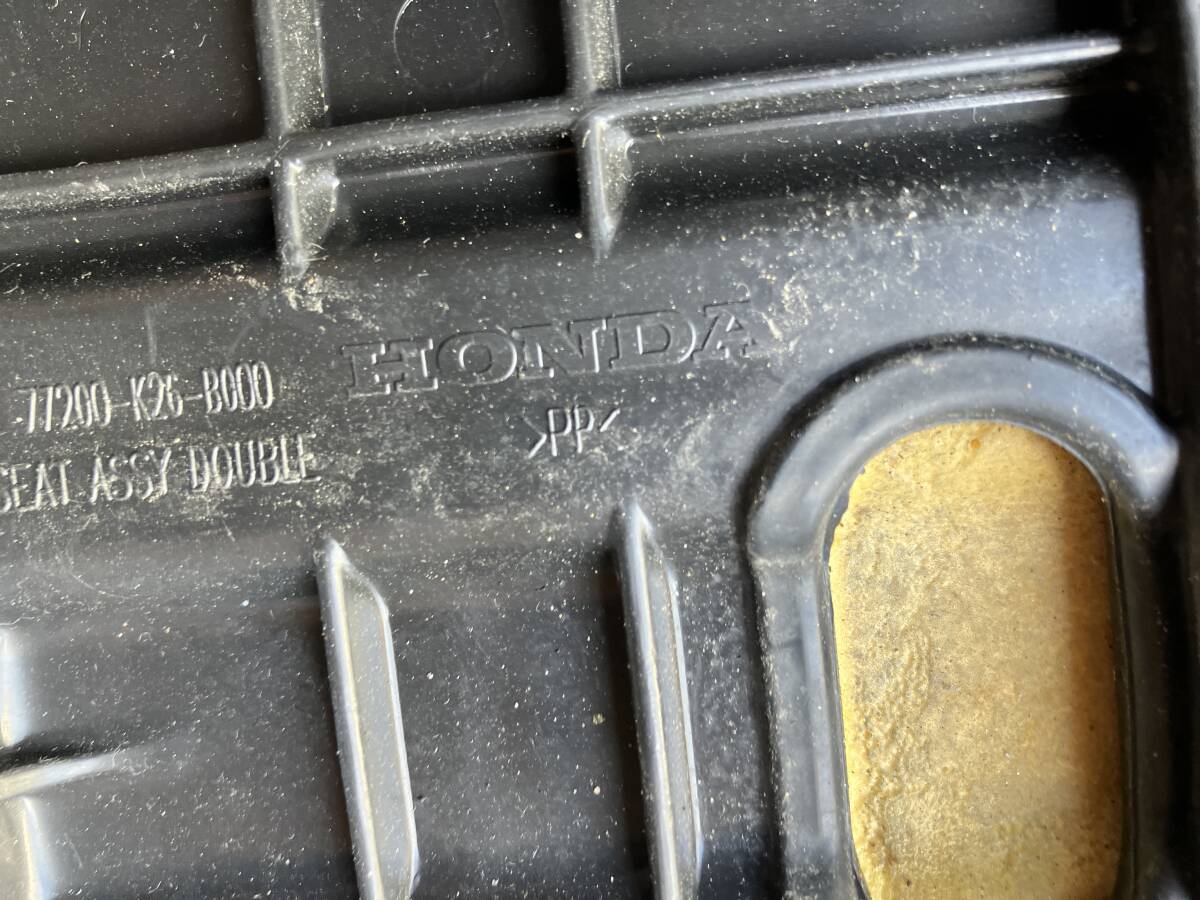 HONDA
77200-K26-B000
>PP<
SEAT ASSY DOUBLE